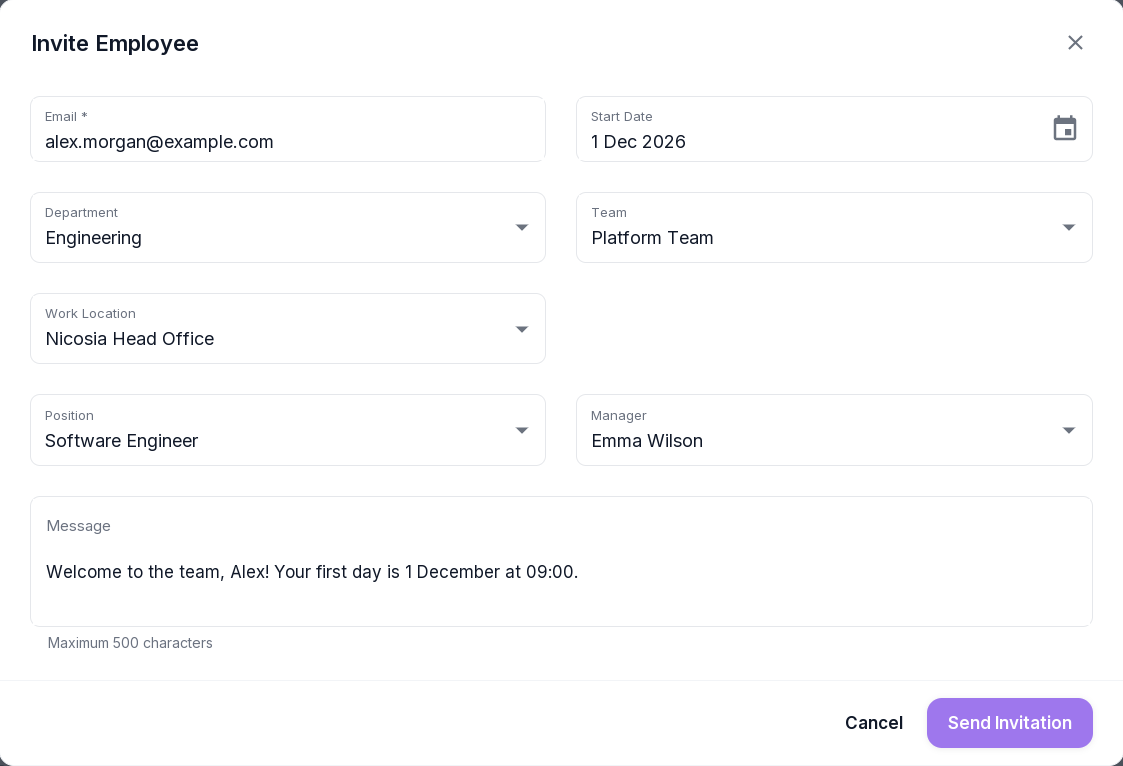 Invite Employee
Email *
alex.morgan@example.com
Start Date
1 Dec 2026
Department
Engineering
Team
Platform Team
Work Location
Nicosia Head Office
Position
Software Engineer
Manager
Emma Wilson
Message
Welcome to the team, Alex! Your first day is 1 December at 09:00.
Maximum 500 characters
Cancel
Send Invitation